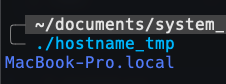 ~/documents/system_
./hostname_tmp
MacBook-Pro.local